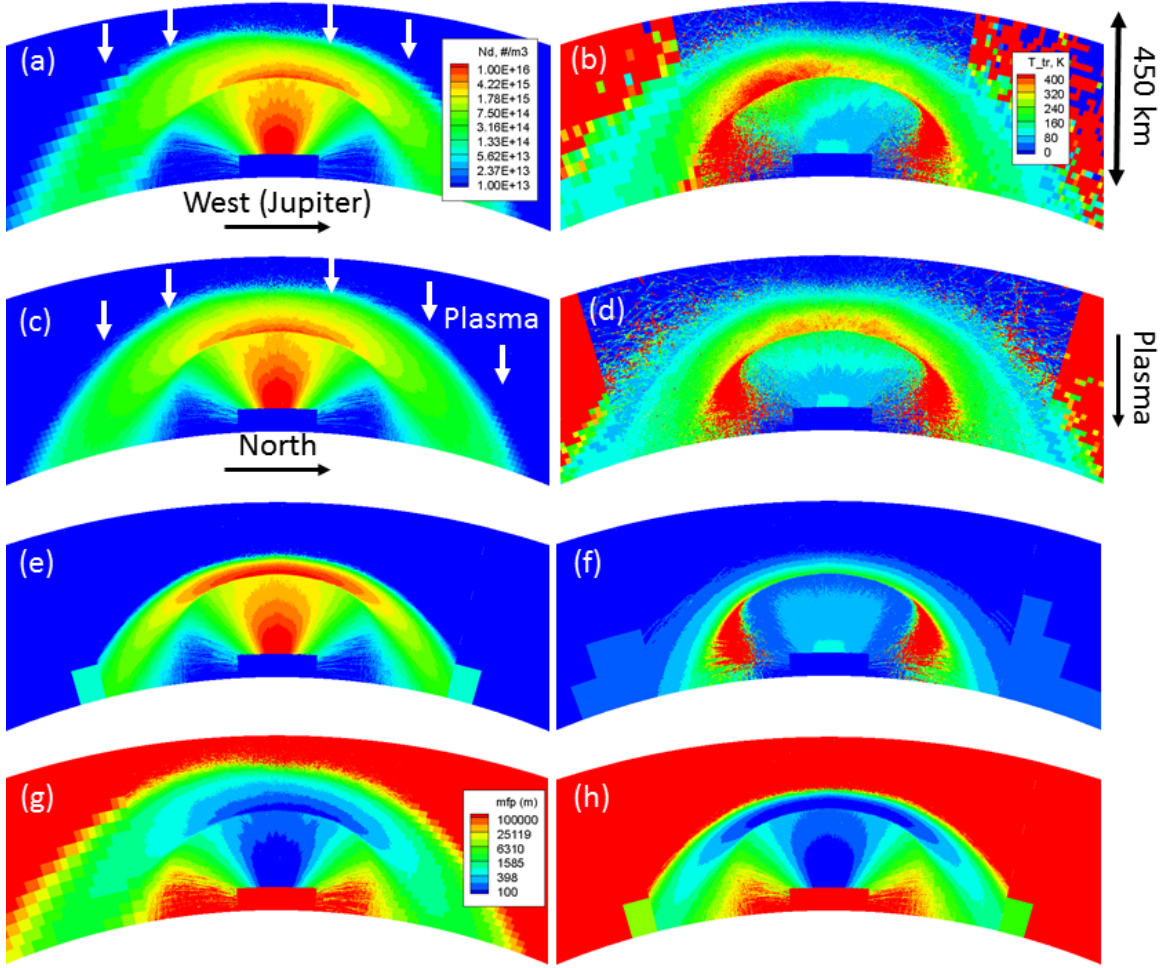 (a)
Nd, #/m3
1.00E+16
4.22E+15
1.78E+15
7.50E+14
3.16E+14
1.33E+14
5.62E+13
2.37E+13
1.00E+13
West (Jupiter)
(b)
T_tr, K
400
320
240
160
80
0
450 km
(c)
Plasma
North
(d)
Plasma
(e)
(f)
(g)
mfp (m)
100000
25119
6310
1585
398
100
(h)